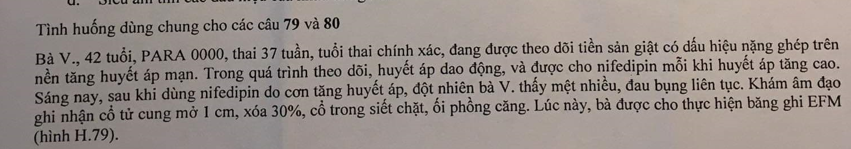 Tình huống dùng chung cho các câu 79 và 80
Bà V., 42 tuổi, PARA 0000, thai 37 tuần, tuổi thai chính xác, đang được theo dõi tiền sản giật có dấu hiệu nặng ghép trên
nền tăng huyết áp mạn. Trong quá trình theo dõi, huyết áp dao động, và được cho nifedipin mỗi khi huyết áp tăng cao.
Sáng nay, sau khi dùng nifedipin do cơn tăng huyết áp, đột nhiên bà V. thấy mệt nhiều, đau bụng liên tục. Khám âm đạo
ghi nhận cổ tử cung mở 1 cm, xóa 30%, cổ trong siết chặt, ối phồng căng. Lúc này, bà được cho thực hiện băng ghi EFM
(hình H.79).